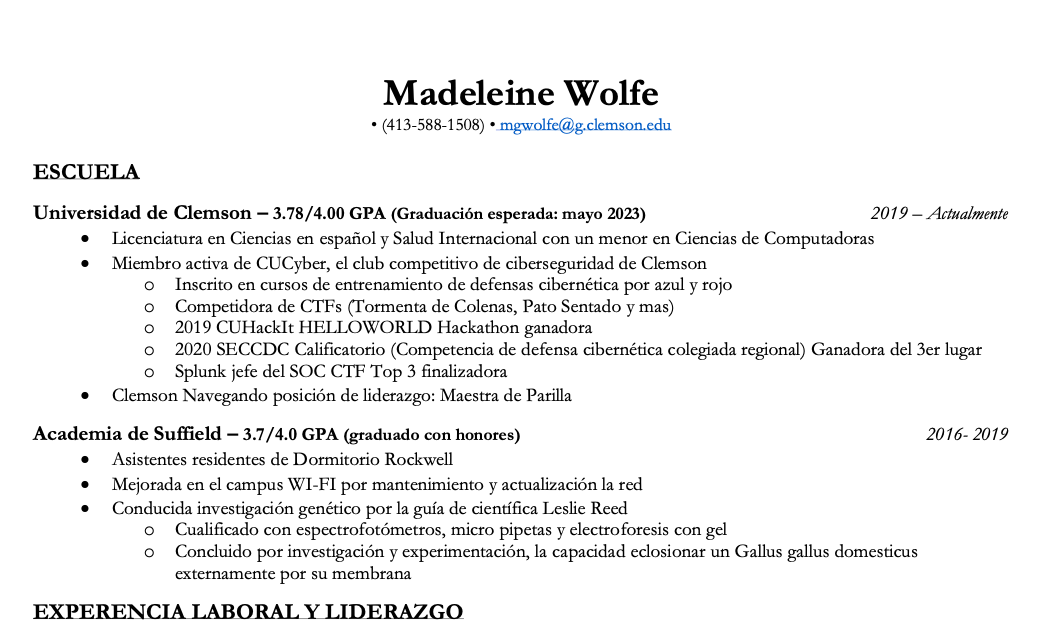 Madeleine Wolfe
• (413-588-1508) • mgwolfe@g.clemson.edu
ESCUELA
Universidad de Clemson – 3.78/4.00 GPA (Graduación esperada: mayo 2023) 2019 – Actualmente
• Licenciatura en Ciencias en español y Salud Internacional con un menor en Ciencias de Computadoras
• Miembro activa de CUCyber, el club competitivo de ciberseguridad de Clemson
o Inscrito en cursos de entrenamiento de defensas cibernética por azul y rojo
o Competidora de CTFs (Tormenta de Colenas, Pato Sentado y mas)
o 2019 CUHackIt HELLOWORLD Hackathon ganadora
o 2020 SECCDC Calificatorio (Competencia de defensa cibernética colegiada regional) Ganadora del 3er lugar
o Splunk jefe del SOC CTF Top 3 finalizadora
• Clemson Navegando posición de liderazgo: Maestra de Parilla
Academia de Suffield – 3.7/4.0 GPA (graduado con honores) 2016- 2019
• Asistentes residentes de Dormitorio Rockwell
• Mejorada en el campus WI-FI por mantenimiento y actualización la red
• Conducida investigación genético por la guía de científica Leslie Reed
o Cualificado con espectrofotómetros, micro pipetas y electroforesis con gel
o Concluido por investigación y experimentación, la capacidad eclosionar un Gallus gallus domesticus
externamente por su membrana
EXPERENCIA LABORAL Y LIDERAZGO